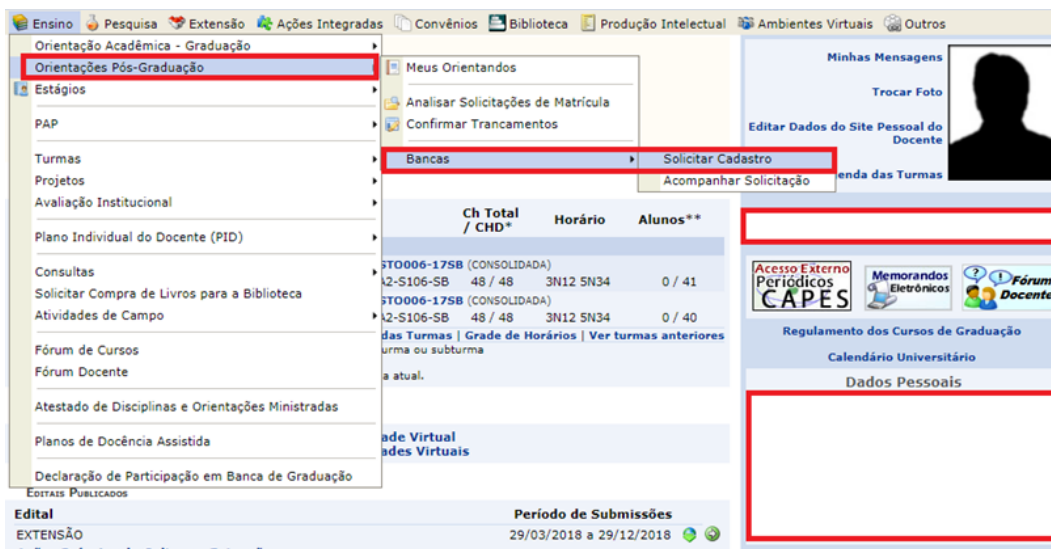 Ensino Pesquisa Extensão Ações Integradas Convênios Biblioteca Produção Intelectual Ambientes Virtuais Outros
Orientação Acadêmica - Graduação
Orientações Pós-Graduação
Estágios
PAP
Turmas
Projetos
Avaliação Institucional
Plano Individual do Docente (PID)
Consultas
Solicitar Compra de Livros para a Biblioteca
Atividades de Campo
Fórum de Cursos
Fórum Docente
Atestado de Disciplinas e Orientações Ministradas
Planos de Docência Assistida
Declaração de Participação em Banca de Graduação
Meus Orientandos
Analisar Solicitações de Matrícula
Confirmar Trancamentos
Bancas
Solicitar Cadastro
Acompanhar Solicitação
Ch Total
/ CHD*
Horário
Alunos**
STO006-17SB (CONSOLIDADA)
A2-S106-SB 48 / 48 3N12 5N34 0 / 41
STO006-17SB (CONSOLIDADA)
A2-S106-SB 48 / 48 3N12 5N34 0 / 40
das Turmas | Grade de Horários | Ver turmas anteriores
urma ou subturma
a atual.
ade Virtual
ades Virtuais
Editais Publicados
Edital Período de Submissões
EXTENSÃO 29/03/2018 a 29/12/2018
Minhas Mensagens
Trocar Foto
Editar Dados do Site Pessoal do
Docente
enda das Turmas
Acesso Externo
Periódicos
CAPES
Memorandos
Eletrônicos
Fórum
Docente
Regulamento dos Cursos de Graduação
Calendário Universitário
Dados Pessoais